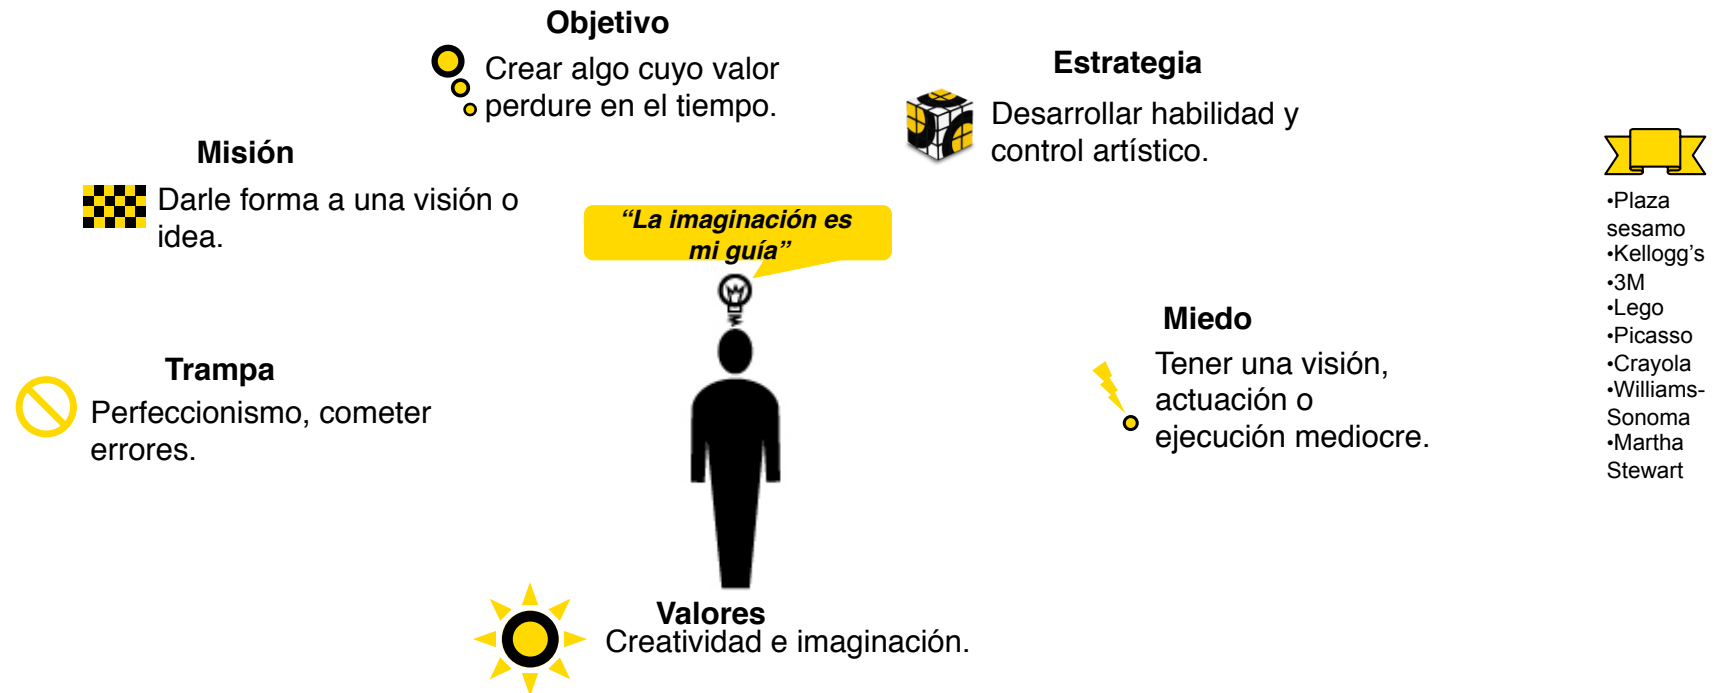 Objetivo
Crear algo cuyo valor
perdure en el tiempo.
Estrategia
Desarrollar habilidad y
control artístico.
Misión
Darle forma a una visión o
idea.
“La imaginación es
mi guía”
Trampa
Perfeccionismo, cometer
errores.
Miedo
Tener una visión,
actuación o
ejecución mediocre.
Valores
Creatividad e imaginación.
•Plaza
sesamo
•Kellogg’s
•3M
•Lego
•Picasso
•Crayola
•Williams-
Sonoma
•Martha
Stewart